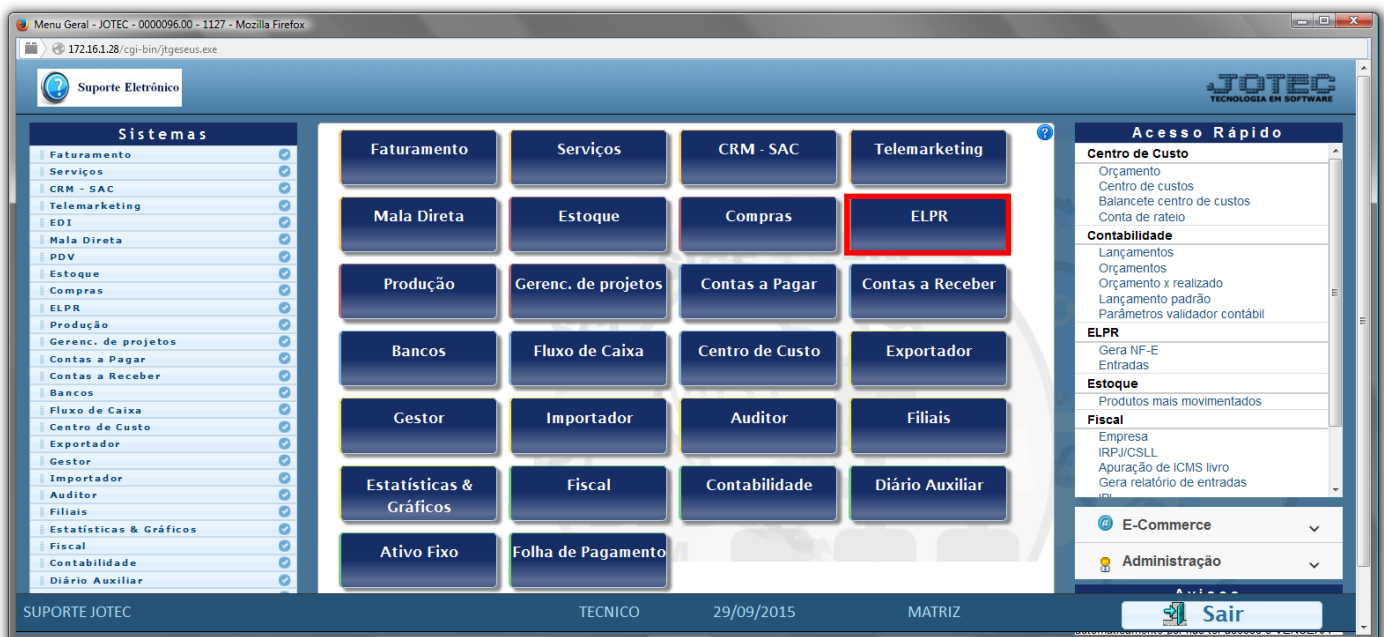 Menu Geral - JOTEC - 0000096.00 - 1127 - Mozilla Firefox
172.16.1.28/cgi-bin/jtgeseus.exe
Suporte Eletrônico
JOTEC
TECNOLOGIA EM SOFTWARE
Sistemas
Faturamento
Serviços
CRM - SAC
Telemarketing
EDI
Mala Direta
PDV
Estoque
Compras
ELPR
Produção
Gerenc. de projetos
Contas a Pagar
Contas a Receber
Bancos
Fluxo de Caixa
Centro de Custo
Exportador
Gestor
Importador
Auditor
Filiais
Estatísticas & Gráficos
Fiscal
Contabilidade
Diário Auxiliar
Faturamento
Serviços
CRM - SAC
Telemarketing
Mala Direta
Estoque
Compras
ELPR
Produção
Gerenc. de projetos
Contas a Pagar
Contas a Receber
Bancos
Fluxo de Caixa
Centro de Custo
Exportador
Gestor
Importador
Auditor
Filiais
Estatísticas &
Gráficos
Fiscal
Contabilidade
Diário Auxiliar
Ativo Fixo
Folha de Pagamento
Acesso Rápido
Centro de Custo
Orçamento
Centro de custos
Balancete centro de custos
Conta de rateio
Contabilidade
Lançamentos
Orçamentos
Orçamento x realizado
Lançamento padrão
Parâmetros validador contábil
ELPR
Gera NF-E
Entradas
Estoque
Produtos mais movimentados
Fiscal
Empresa
IRPJ/CSLL
Apuração de ICMS livro
Gera relatório de entradas
IPI
E-Commerce
Administração
Avisos
SUPORTE JOTEC
TECNICO
29/09/2015
MATRIZ
Sair